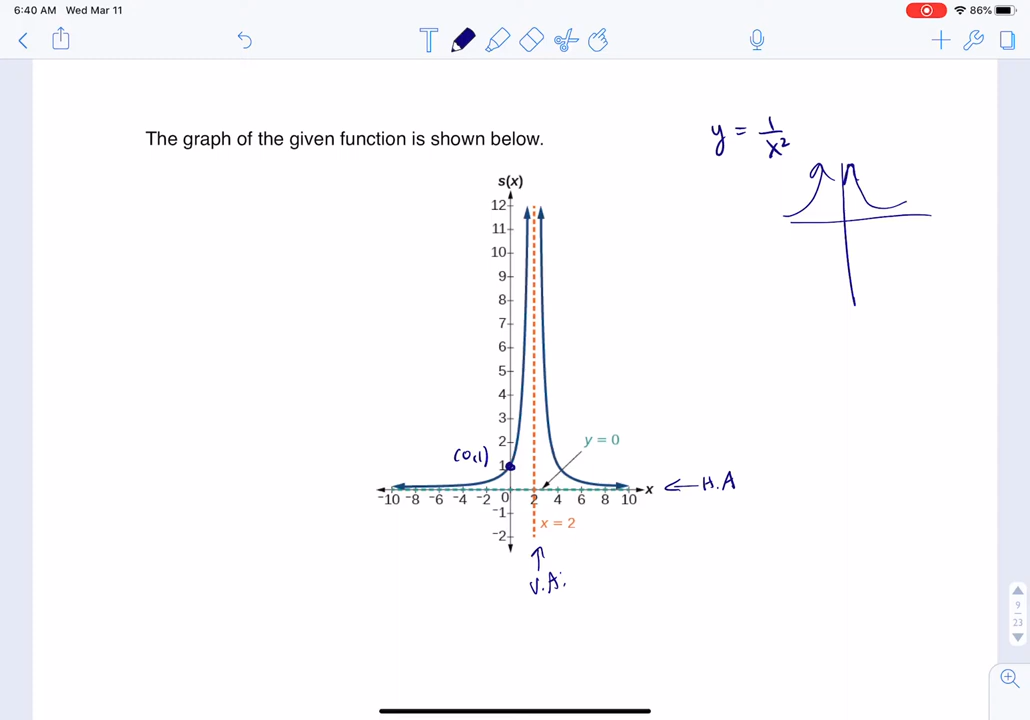 6:40 AM Wed Mar 11
86%
T
The graph of the given function is shown below.
y = 1/x²
s(x)
12
11
10
9
8
7
6
5
4
3
2
1
(0,1)
y = 0
-10 -8 -6 -4 -2 0 2 4 6 8 10 x
← H.A
-1
-2
x = 2
↑
V.A.
9
23